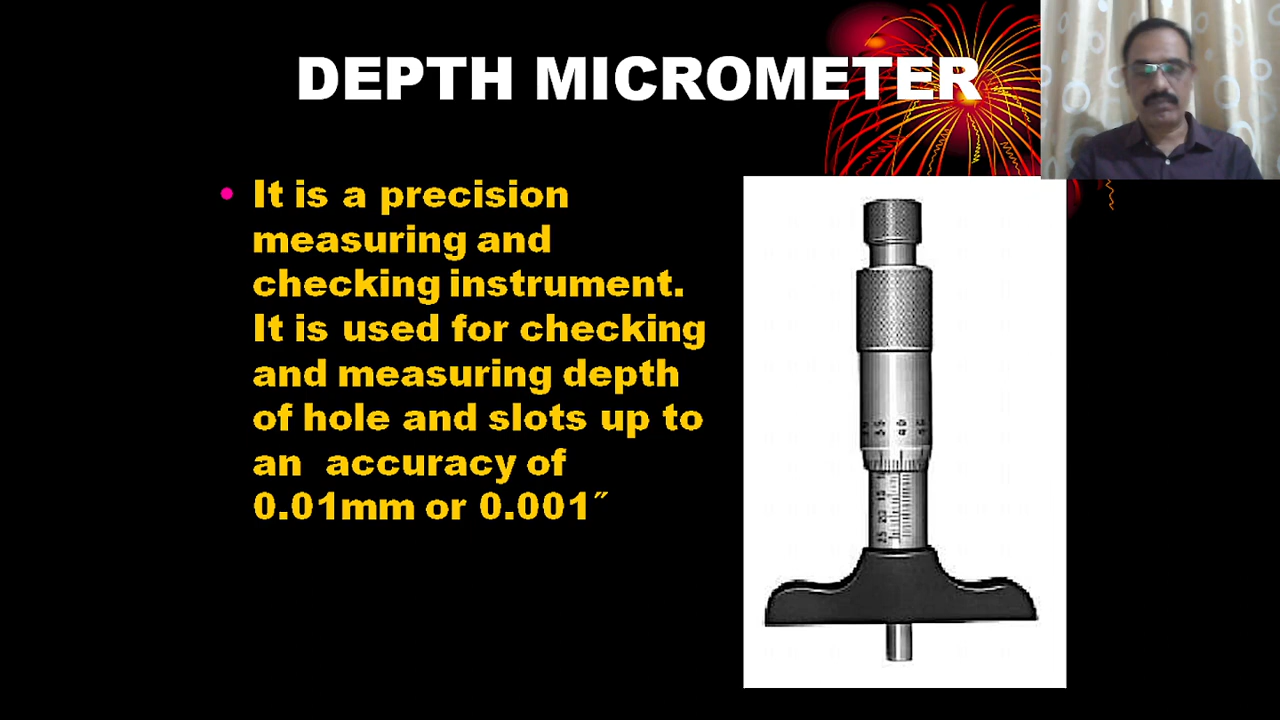 DEPTH MICROMETER
• It is a precision
measuring and
checking instrument.
It is used for checking
and measuring depth
of hole and slots up to
an accuracy of
0.01mm or 0.001″